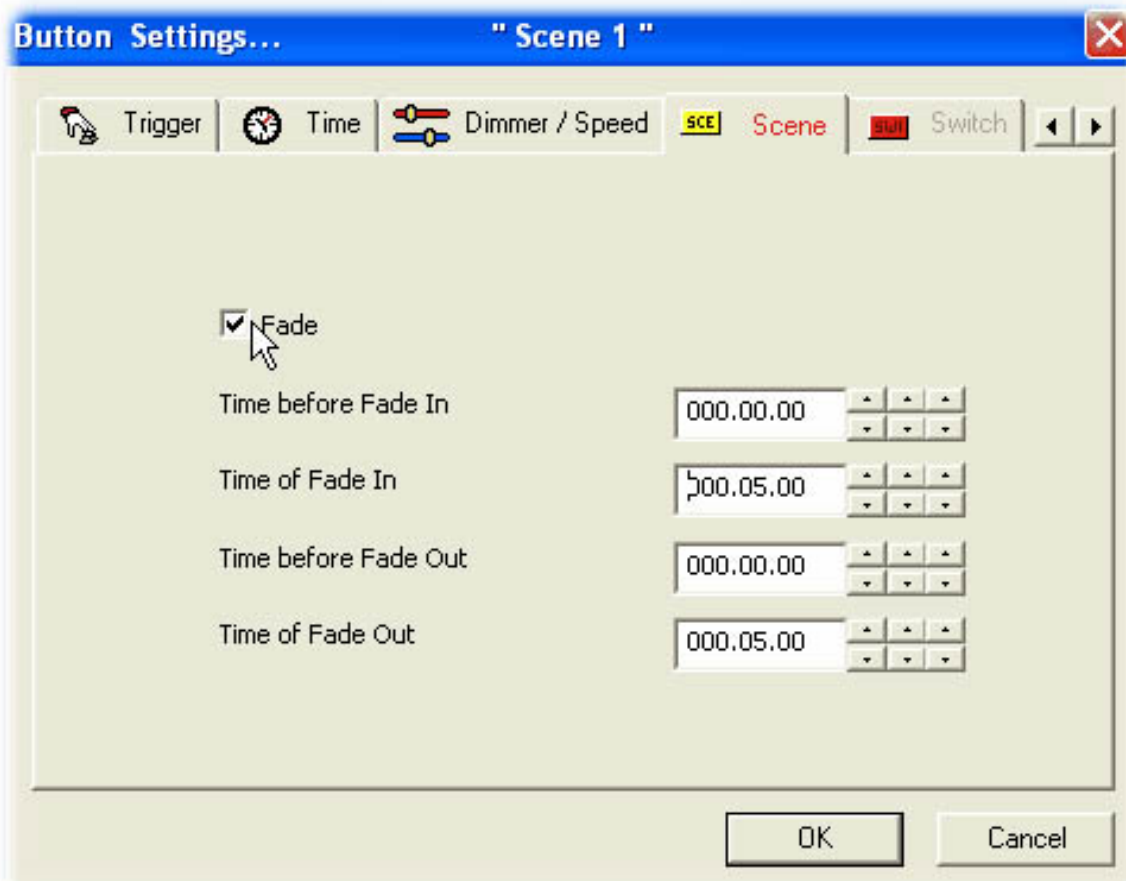 Button Settings... " Scene 1 "
Trigger Time Dimmer / Speed SCE Scene SWI Switch
Fade
Time before Fade In 000.00.00
Time of Fade In 000.05.00
Time before Fade Out 000.00.00
Time of Fade Out 000.05.00
OK Cancel